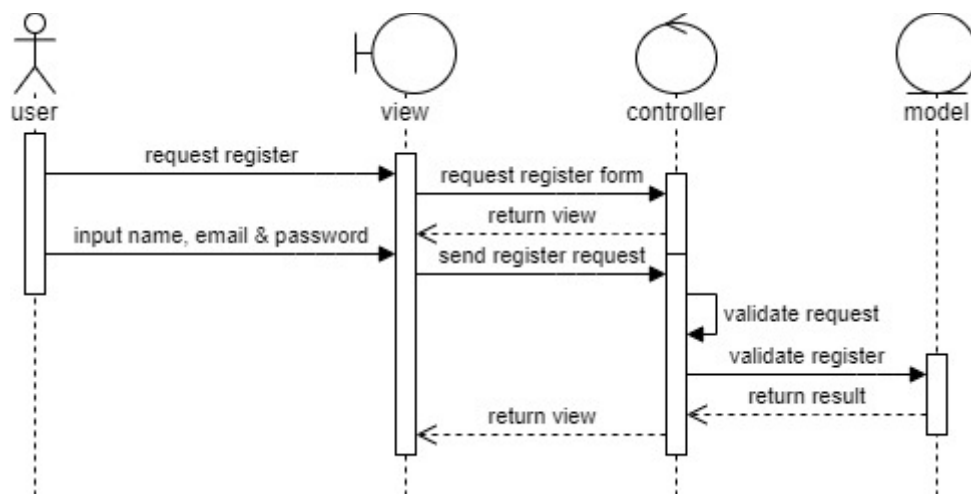 user
view
controller
model
request register
request register form
return view
input name, email & password
send register request
validate request
validate register
return result
return view